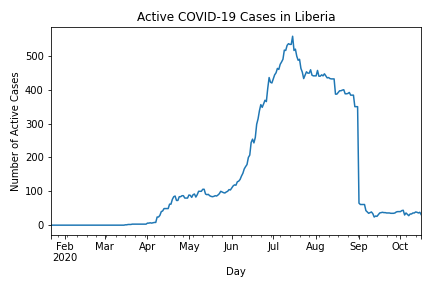 Active COVID-19 Cases in Liberia
Number of Active Cases
500
400
300
200
100
0
Feb Mar Apr May Jun Jul Aug Sep Oct
2020
Day